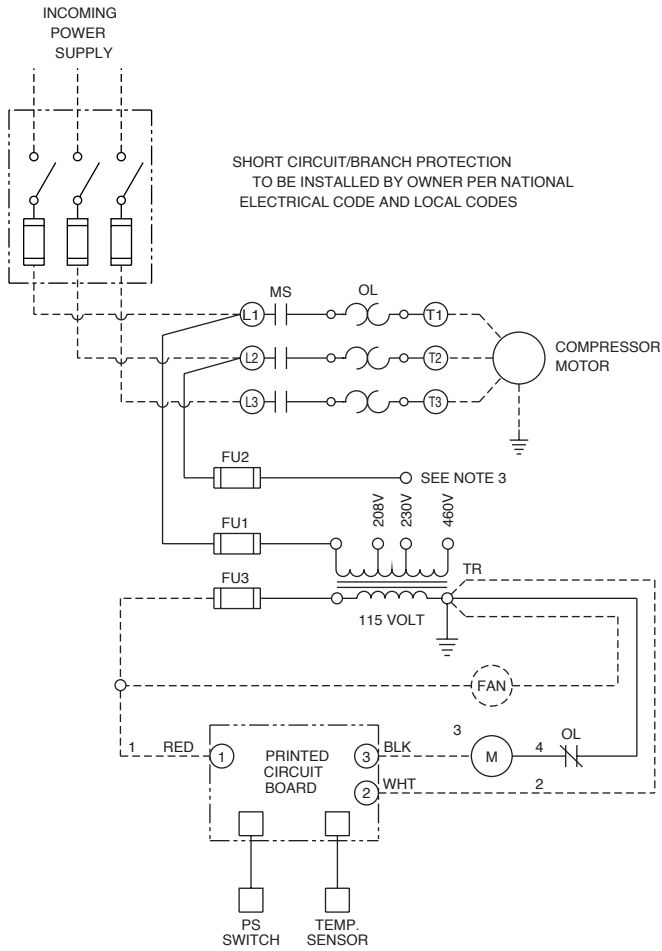 INCOMING
POWER
SUPPLY
SHORT CIRCUIT/BRANCH PROTECTION
TO BE INSTALLED BY OWNER PER NATIONAL
ELECTRICAL CODE AND LOCAL CODES
MS
OL
L1
T1
L2
T2
COMPRESSOR
MOTOR
L3
T3
FU2
SEE NOTE 3
208V
230V
460V
FU1
TR
FU3
115 VOLT
FAN
1
RED
1
PRINTED
CIRCUIT
BOARD
3
BLK
3
M
4
OL
2
WHT
2
PS
SWITCH
TEMP.
SENSOR